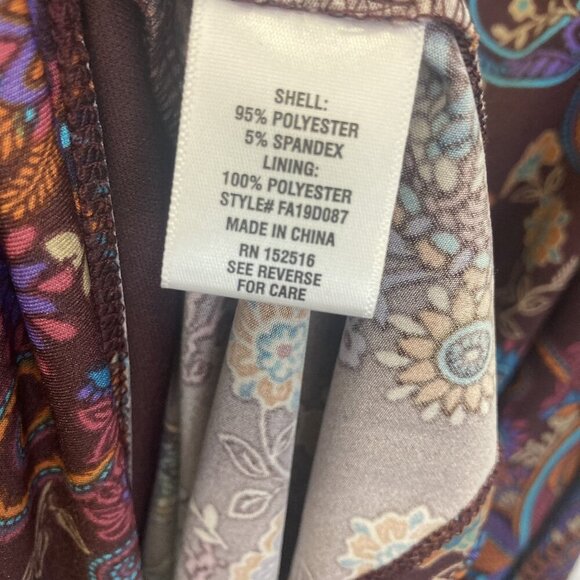 SHELL:
95% POLYESTER
5% SPANDEX
LINING:
100% POLYESTER
STYLE# FA19D087
MADE IN CHINA
RN 152516
SEE REVERSE
FOR CARE